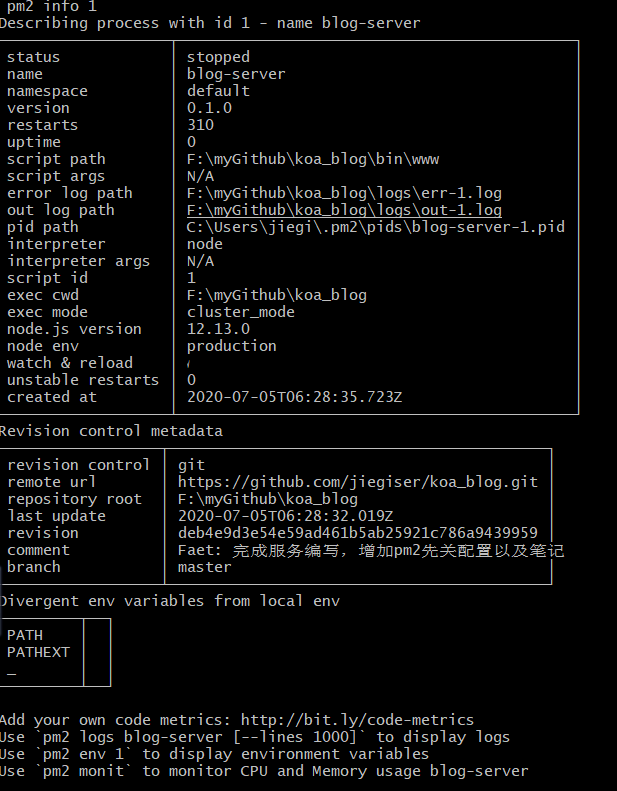 pm2 info 1
Describing process with id 1 - name blog-server
status stopped
name blog-server
namespace default
version 0.1.0
restarts 310
uptime 0
script path F:\myGithub\koa_blog\bin\www
script args N/A
error log path F:\myGithub\koa_blog\logs\err-1.log
out log path F:\myGithub\koa_blog\logs\out-1.log
pid path C:\Users\jiegi\.pm2\pids\blog-server-1.pid
interpreter node
interpreter args N/A
script id 1
exec cwd F:\myGithub\koa_blog
exec mode cluster_mode
node.js version 12.13.0
node env production
watch & reload
unstable restarts 0
created at 2020-07-05T06:28:35.723Z
Revision control metadata
revision control git
remote url https://github.com/jiegiser/koa_blog.git
repository root F:\myGithub\koa_blog
last update 2020-07-05T06:28:32.019Z
revision deb4e9d3e54e59ad461b5ab25921c786a9439959
comment Faet: 完成服务编写，增加pm2先关配置以及笔记
branch master
Divergent env variables from local env
PATH
PATHEXT
_
Add your own code metrics: http://bit.ly/code-metrics
Use `pm2 logs blog-server [--lines 1000]` to display logs
Use `pm2 env 1` to display environment variables
Use `pm2 monit` to monitor CPU and Memory usage blog-server